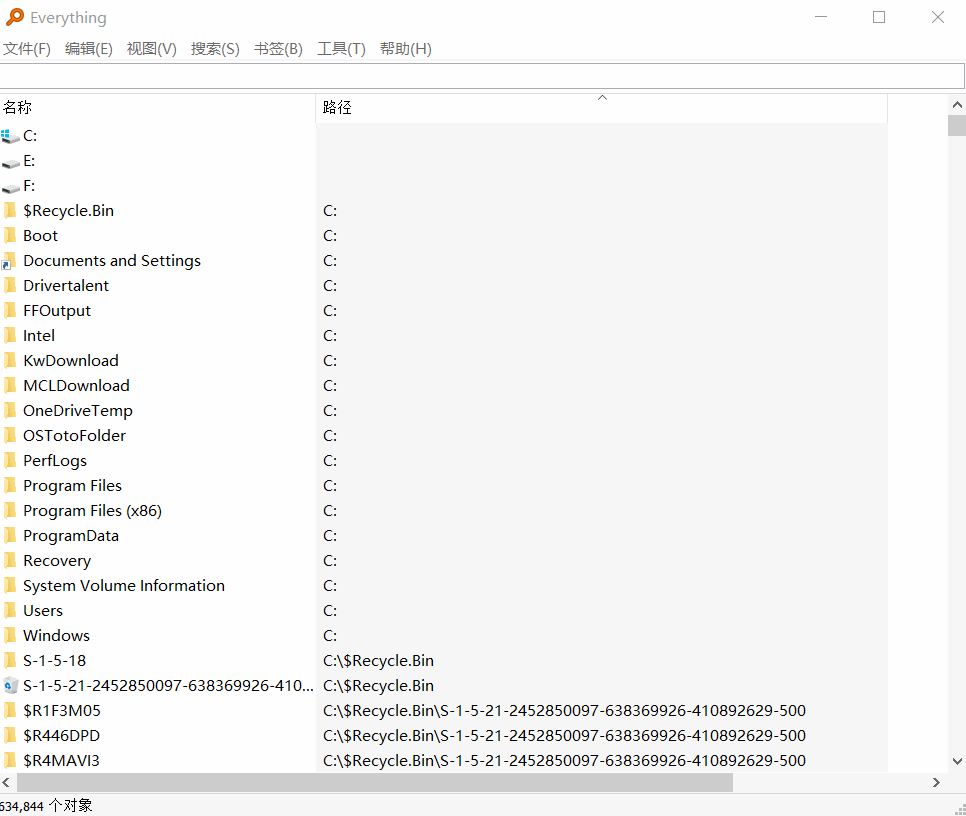 Everything
文件(F) 编辑(E) 视图(V) 搜索(S) 书签(B) 工具(T) 帮助(H)
名称 路径
C:
E:
F:
$Recycle.Bin C:
Boot C:
Documents and Settings C:
Drivertalent C:
FFOutput C:
Intel C:
KwDownload C:
MCLDownload C:
OneDriveTemp C:
OSTotoFolder C:
PerfLogs C:
Program Files C:
Program Files (x86) C:
ProgramData C:
Recovery C:
System Volume Information C:
Users C:
Windows C:
S-1-5-18 C:\$Recycle.Bin
S-1-5-21-2452850097-638369926-410... C:\$Recycle.Bin
$R1F3M05 C:\$Recycle.Bin\S-1-5-21-2452850097-638369926-410892629-500
$R446DPD C:\$Recycle.Bin\S-1-5-21-2452850097-638369926-410892629-500
$R4MAVI3 C:\$Recycle.Bin\S-1-5-21-2452850097-638369926-410892629-500
634,844 个对象